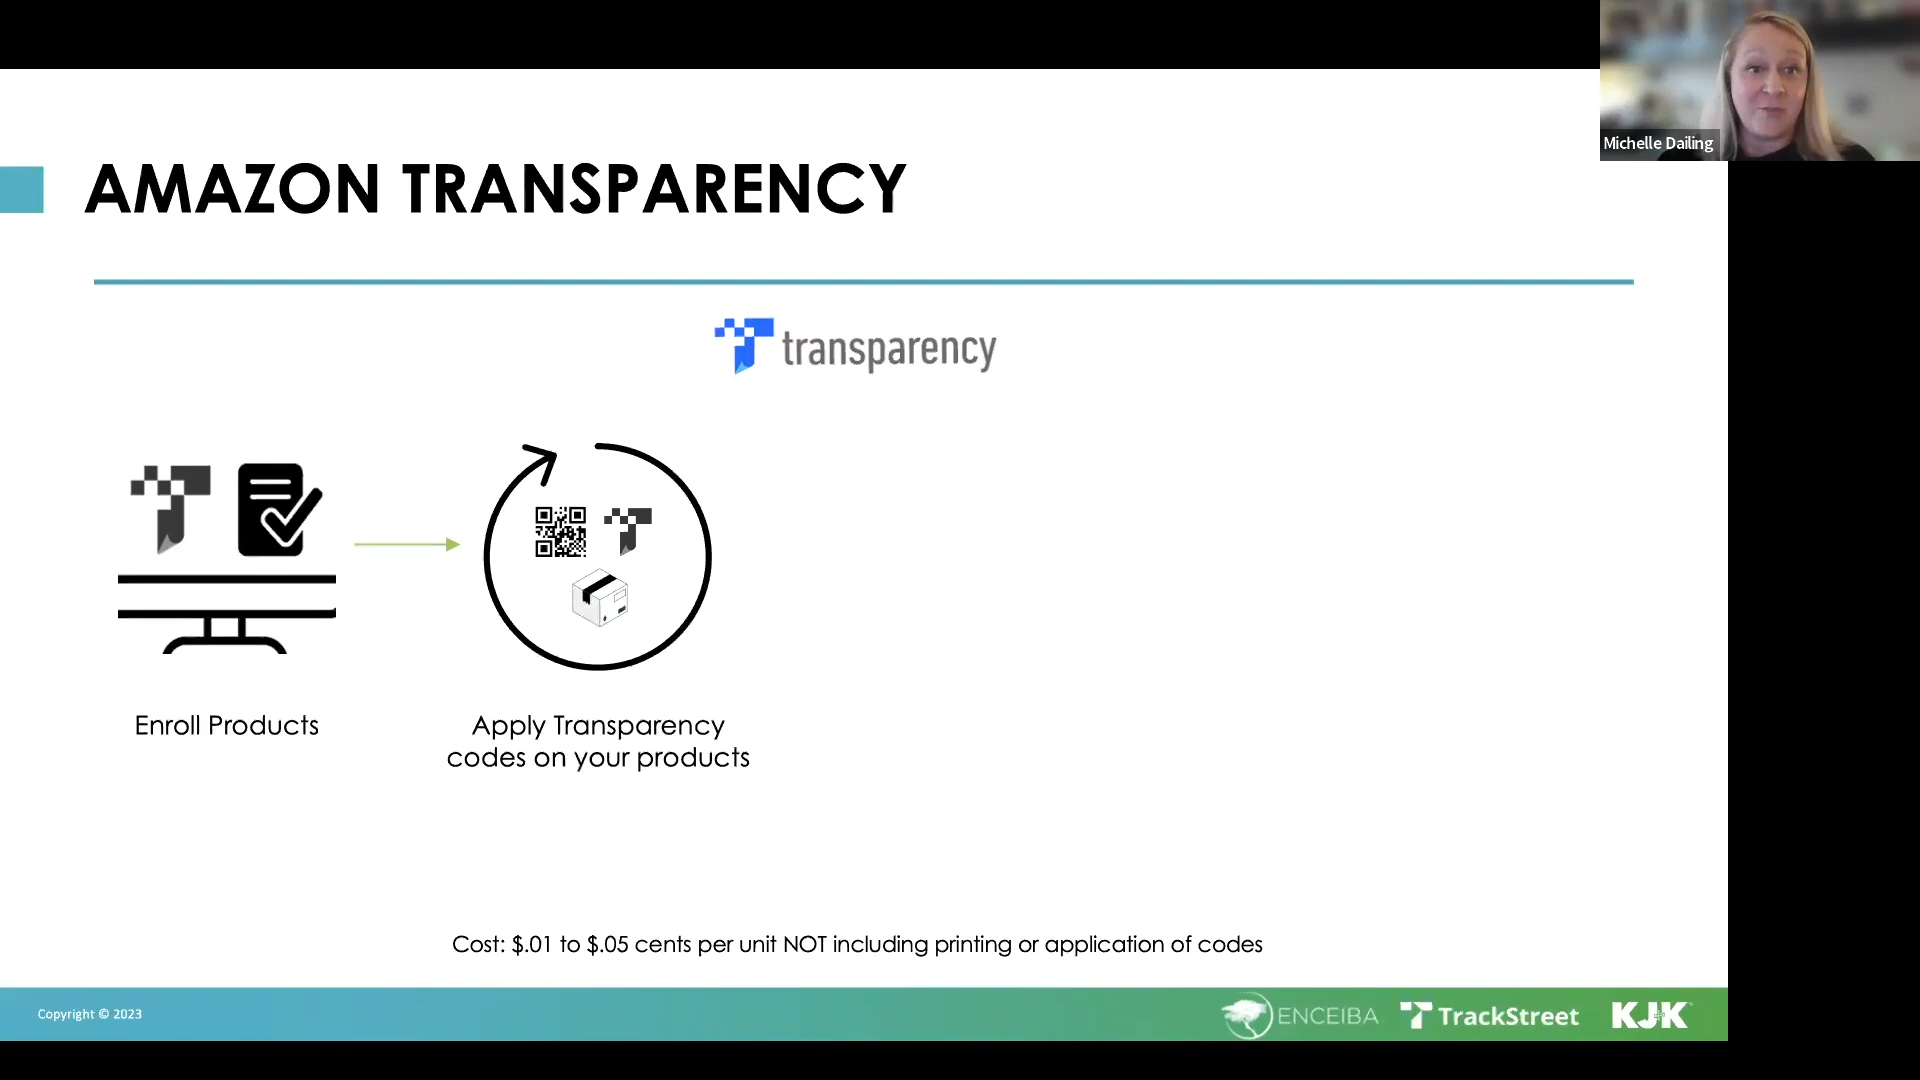 Michelle Dailing
AMAZON TRANSPARENCY
transparency
Enroll Products
Apply Transparency
codes on your products
Cost: $.01 to $.05 cents per unit NOT including printing or application of codes
Copyright © 2023
ENCEIBA
TrackStreet
KJK